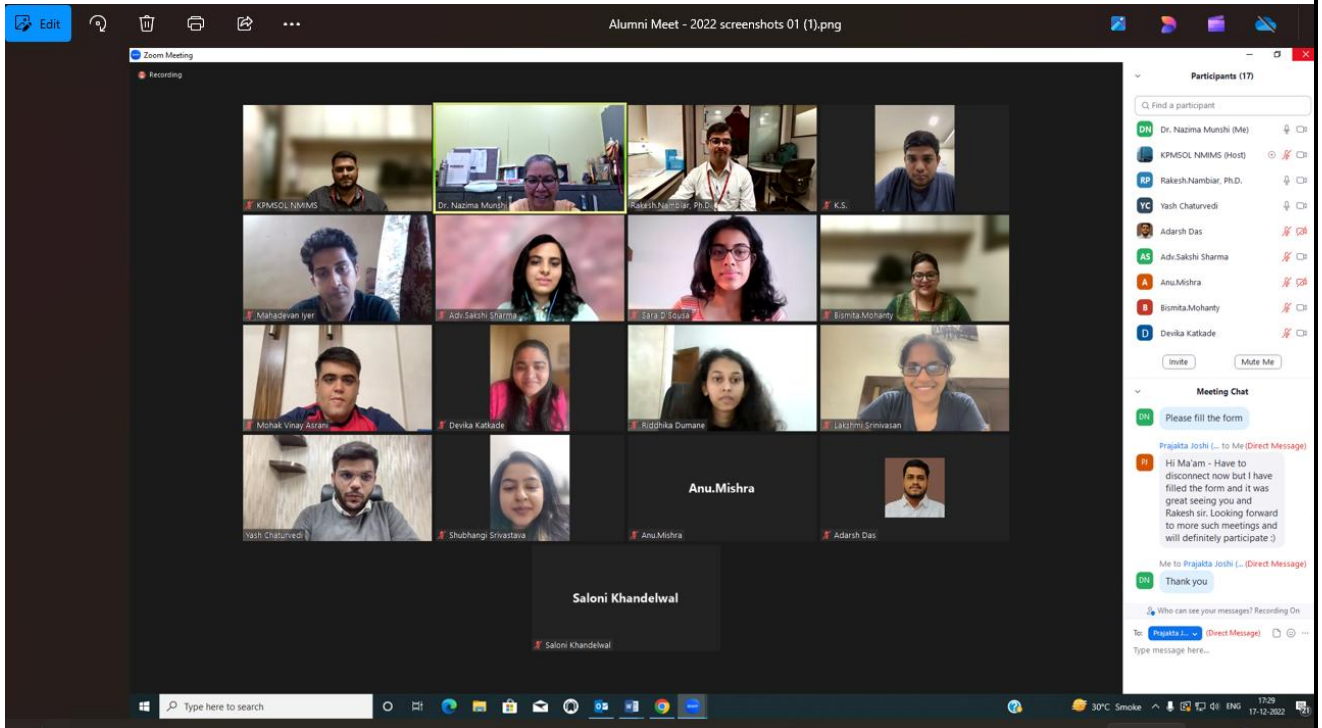 Edit
Alumni Meet - 2022 screenshots 01 (1).png
Zoom Meeting
Recording
KPMSOL NMIMS
Dr. Nazima Munshi
Rakesh.Nambiar, Ph.D.
K.S.
Mahadevan Iyer
Adv.Sakshi Sharma
Sara D Sousa
Bismita.Mohanty
Mohak Vinay Asrani
Devika Katkade
Riddhika Dumane
Lakshmi Srinivasan
Yash Chaturvedi
Shubhangi Srivastava
Anu.Mishra
Anu.Mishra
Adarsh Das
Saloni Khandelwal
Saloni Khandelwal
Participants (17)
Find a participant
DN Dr. Nazima Munshi (Me)
KPMSOL NMIMS (Host)
RP Rakesh.Nambiar, Ph.D.
YC Yash Chaturvedi
Adarsh Das
AS Adv.Sakshi Sharma
A Anu.Mishra
B Bismita.Mohanty
D Devika Katkade
Invite Mute Me
Meeting Chat
DN Please fill the form
Prajakta Joshi (... to Me (Direct Message)
PJ Hi Ma'am - Have to
disconnect now but I have
filled the form and it was
great seeing you and
Rakesh sir. Looking forward
to more such meetings and
will definitely participate :)
Me to Prajakta Joshi (... (Direct Message)
DN Thank you
Who can see your messages? Recording On
To: Prajakta J... (Direct Message)
Type message here...
Type here to search
30°C Smoke ENG 17:29
17-12-2022 21